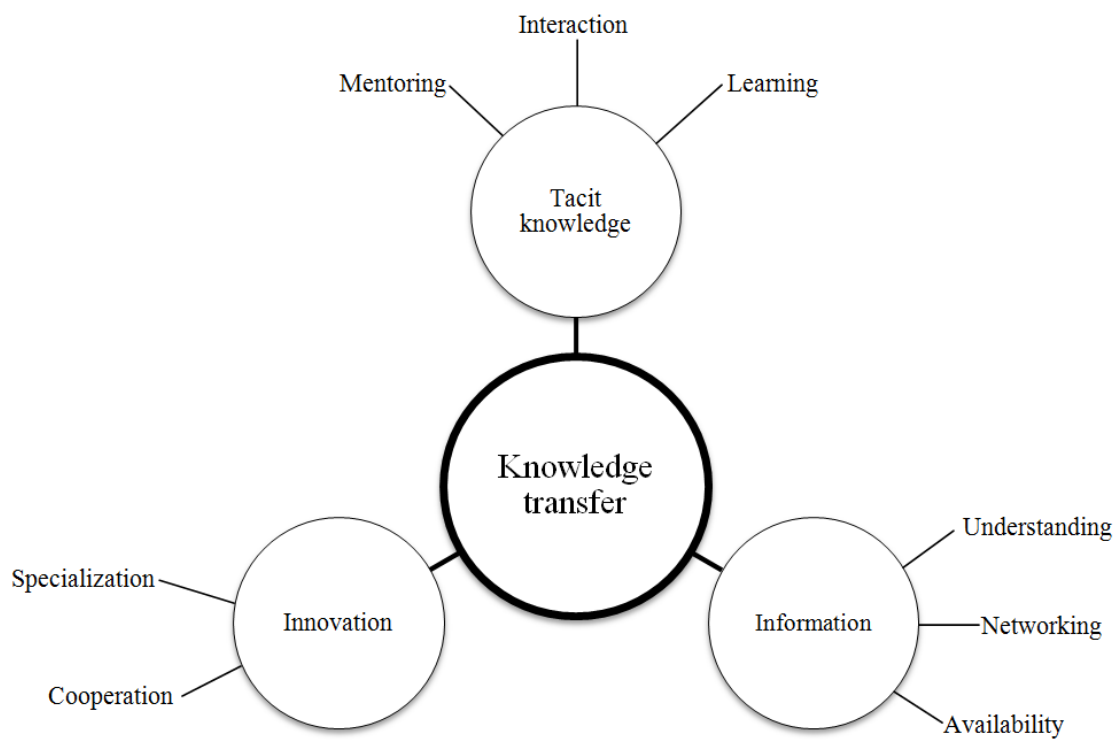 Interaction
Mentoring
Learning
Tacit
knowledge
Knowledge
transfer
Understanding
Specialization
Innovation
Information
Networking
Cooperation
Availability